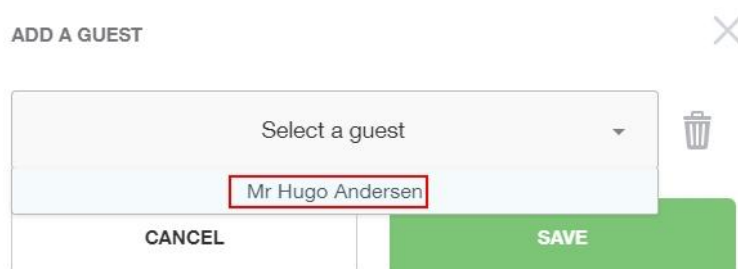 ADD A GUEST
Select a guest
Mr Hugo Andersen
CANCEL
SAVE